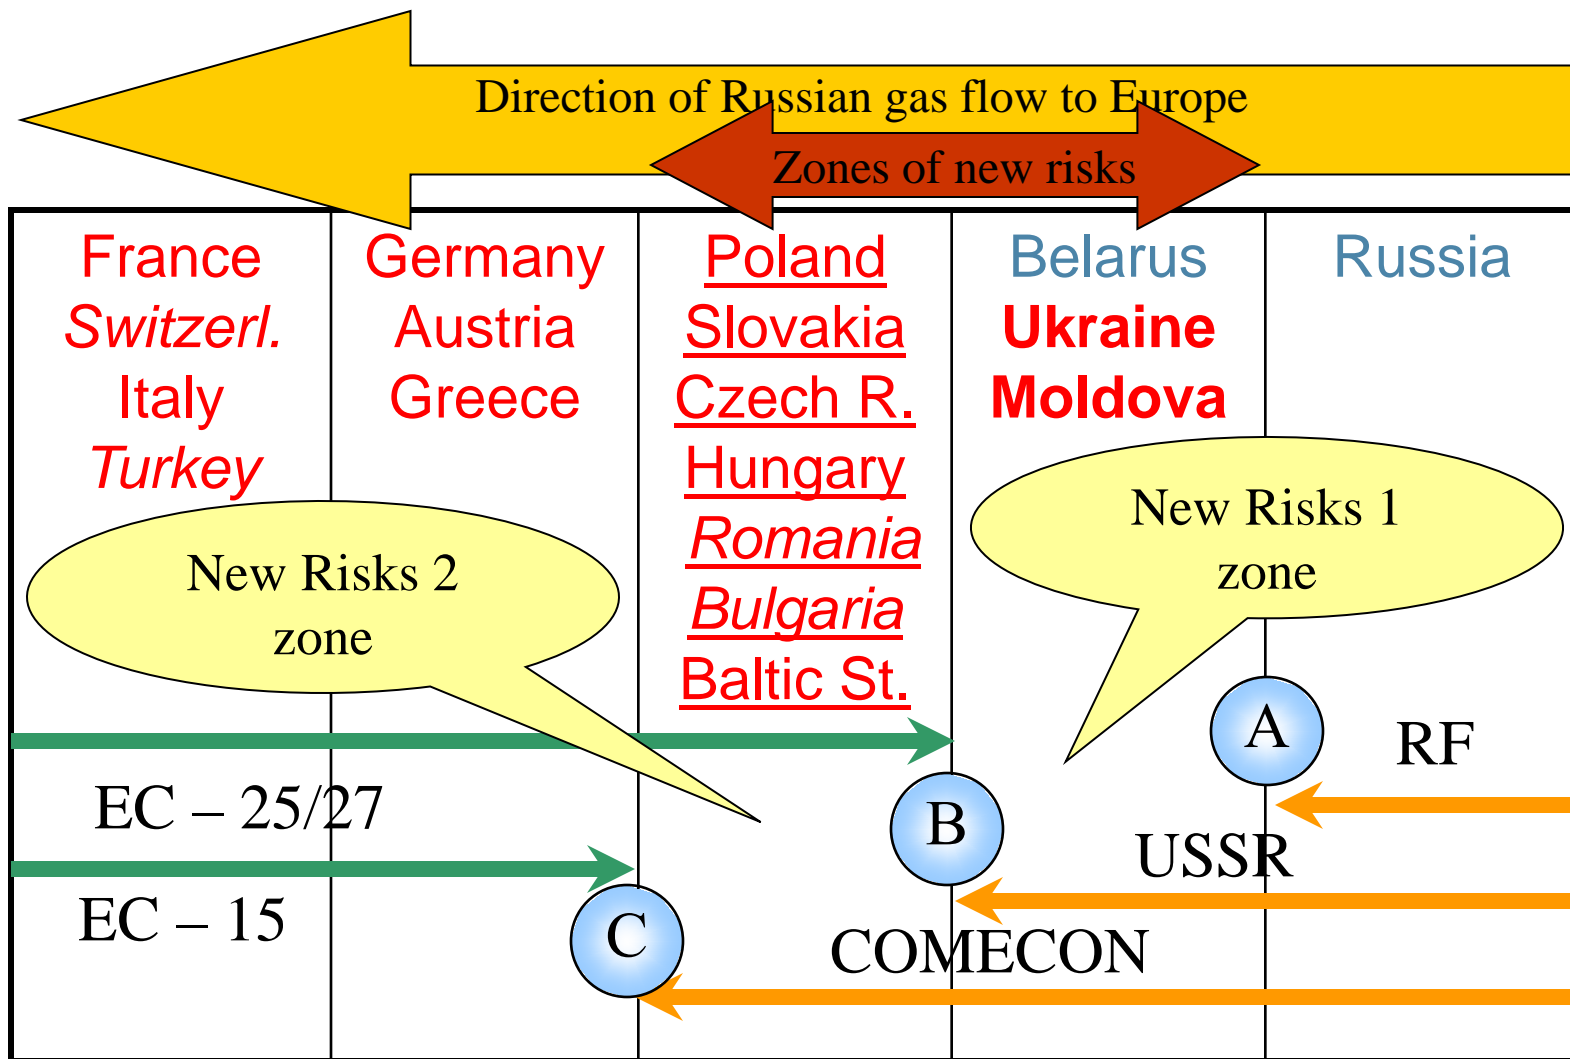 Direction of Russian gas flow to Europe
Zones of new risks
France
Switzerl.
Italy
Turkey
Germany
Austria
Greece
Poland
Slovakia
Czech R.
Hungary
Romania
Bulgaria
Baltic St.
Belarus
Ukraine
Moldova
Russia
New Risks 2
zone
New Risks 1
zone
A
RF
EC – 25/27
B
USSR
EC – 15
C
COMECON